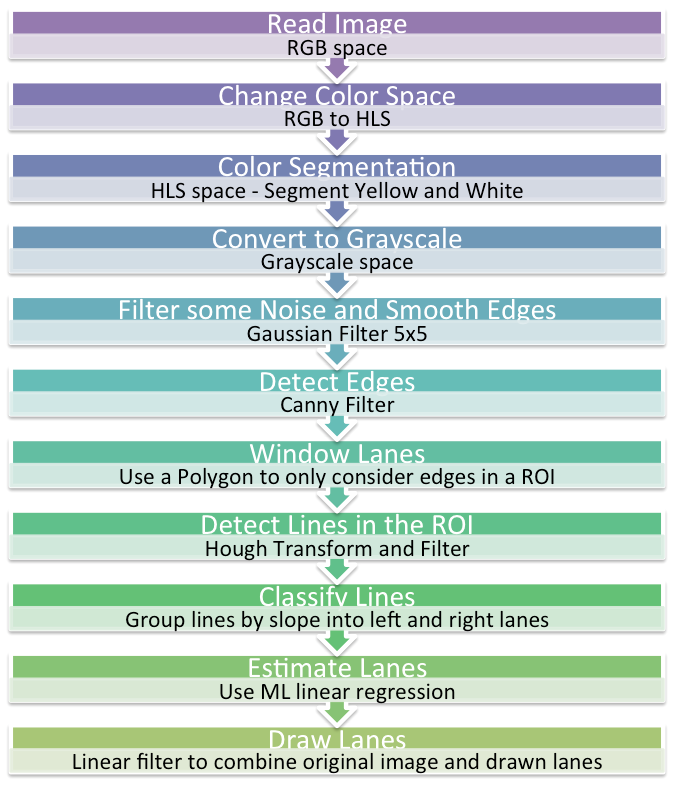 Read Image
RGB space
Change Color Space
RGB to HLS
Color Segmentation
HLS space - Segment Yellow and White
Convert to Grayscale
Grayscale space
Filter some Noise and Smooth Edges
Gaussian Filter 5x5
Detect Edges
Canny Filter
Window Lanes
Use a Polygon to only consider edges in a ROI
Detect Lines in the ROI
Hough Transform and Filter
Classify Lines
Group lines by slope into left and right lanes
Estimate Lanes
Use ML linear regression
Draw Lanes
Linear filter to combine original image and drawn lanes